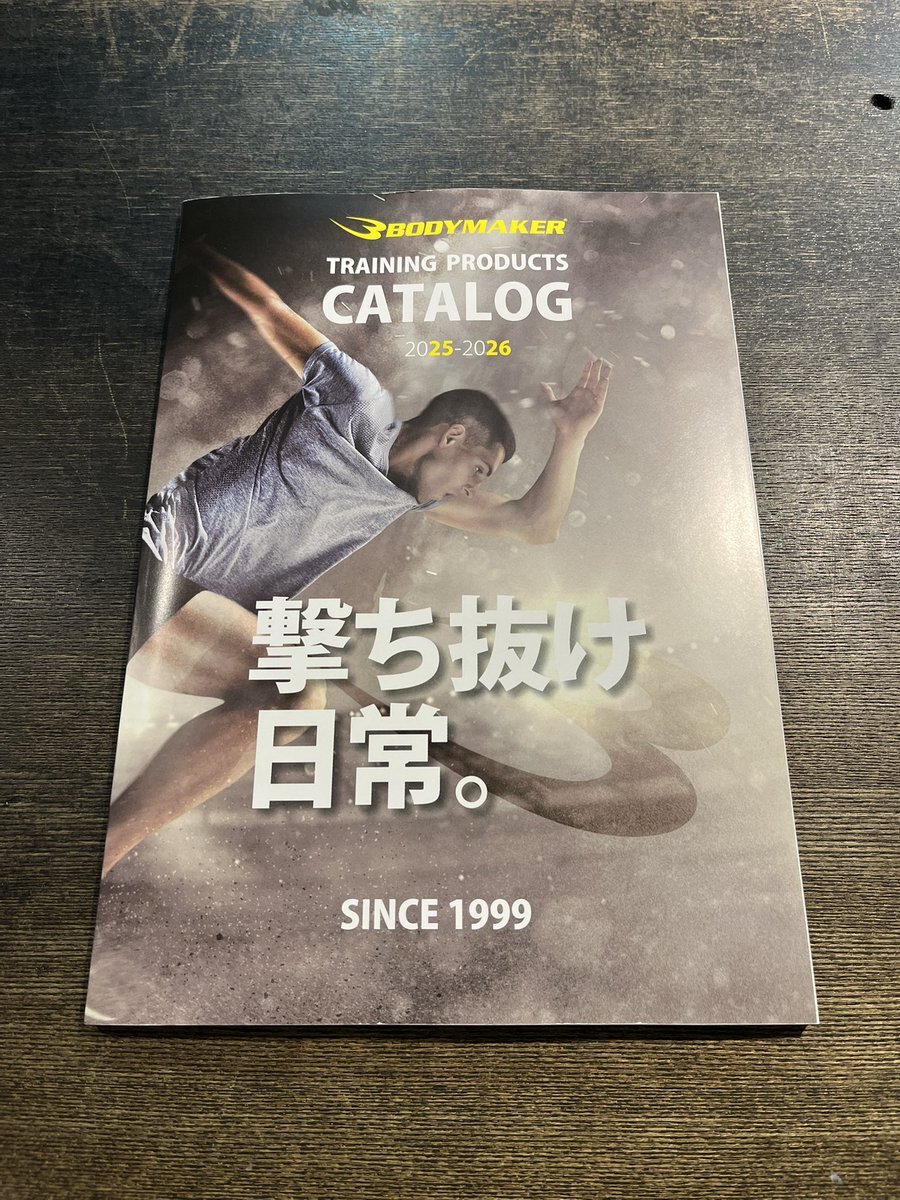 BODYMAKER
TRAINING PRODUCTS
CATALOG
2025-2026
撃ち抜け
日常。
SINCE 1999